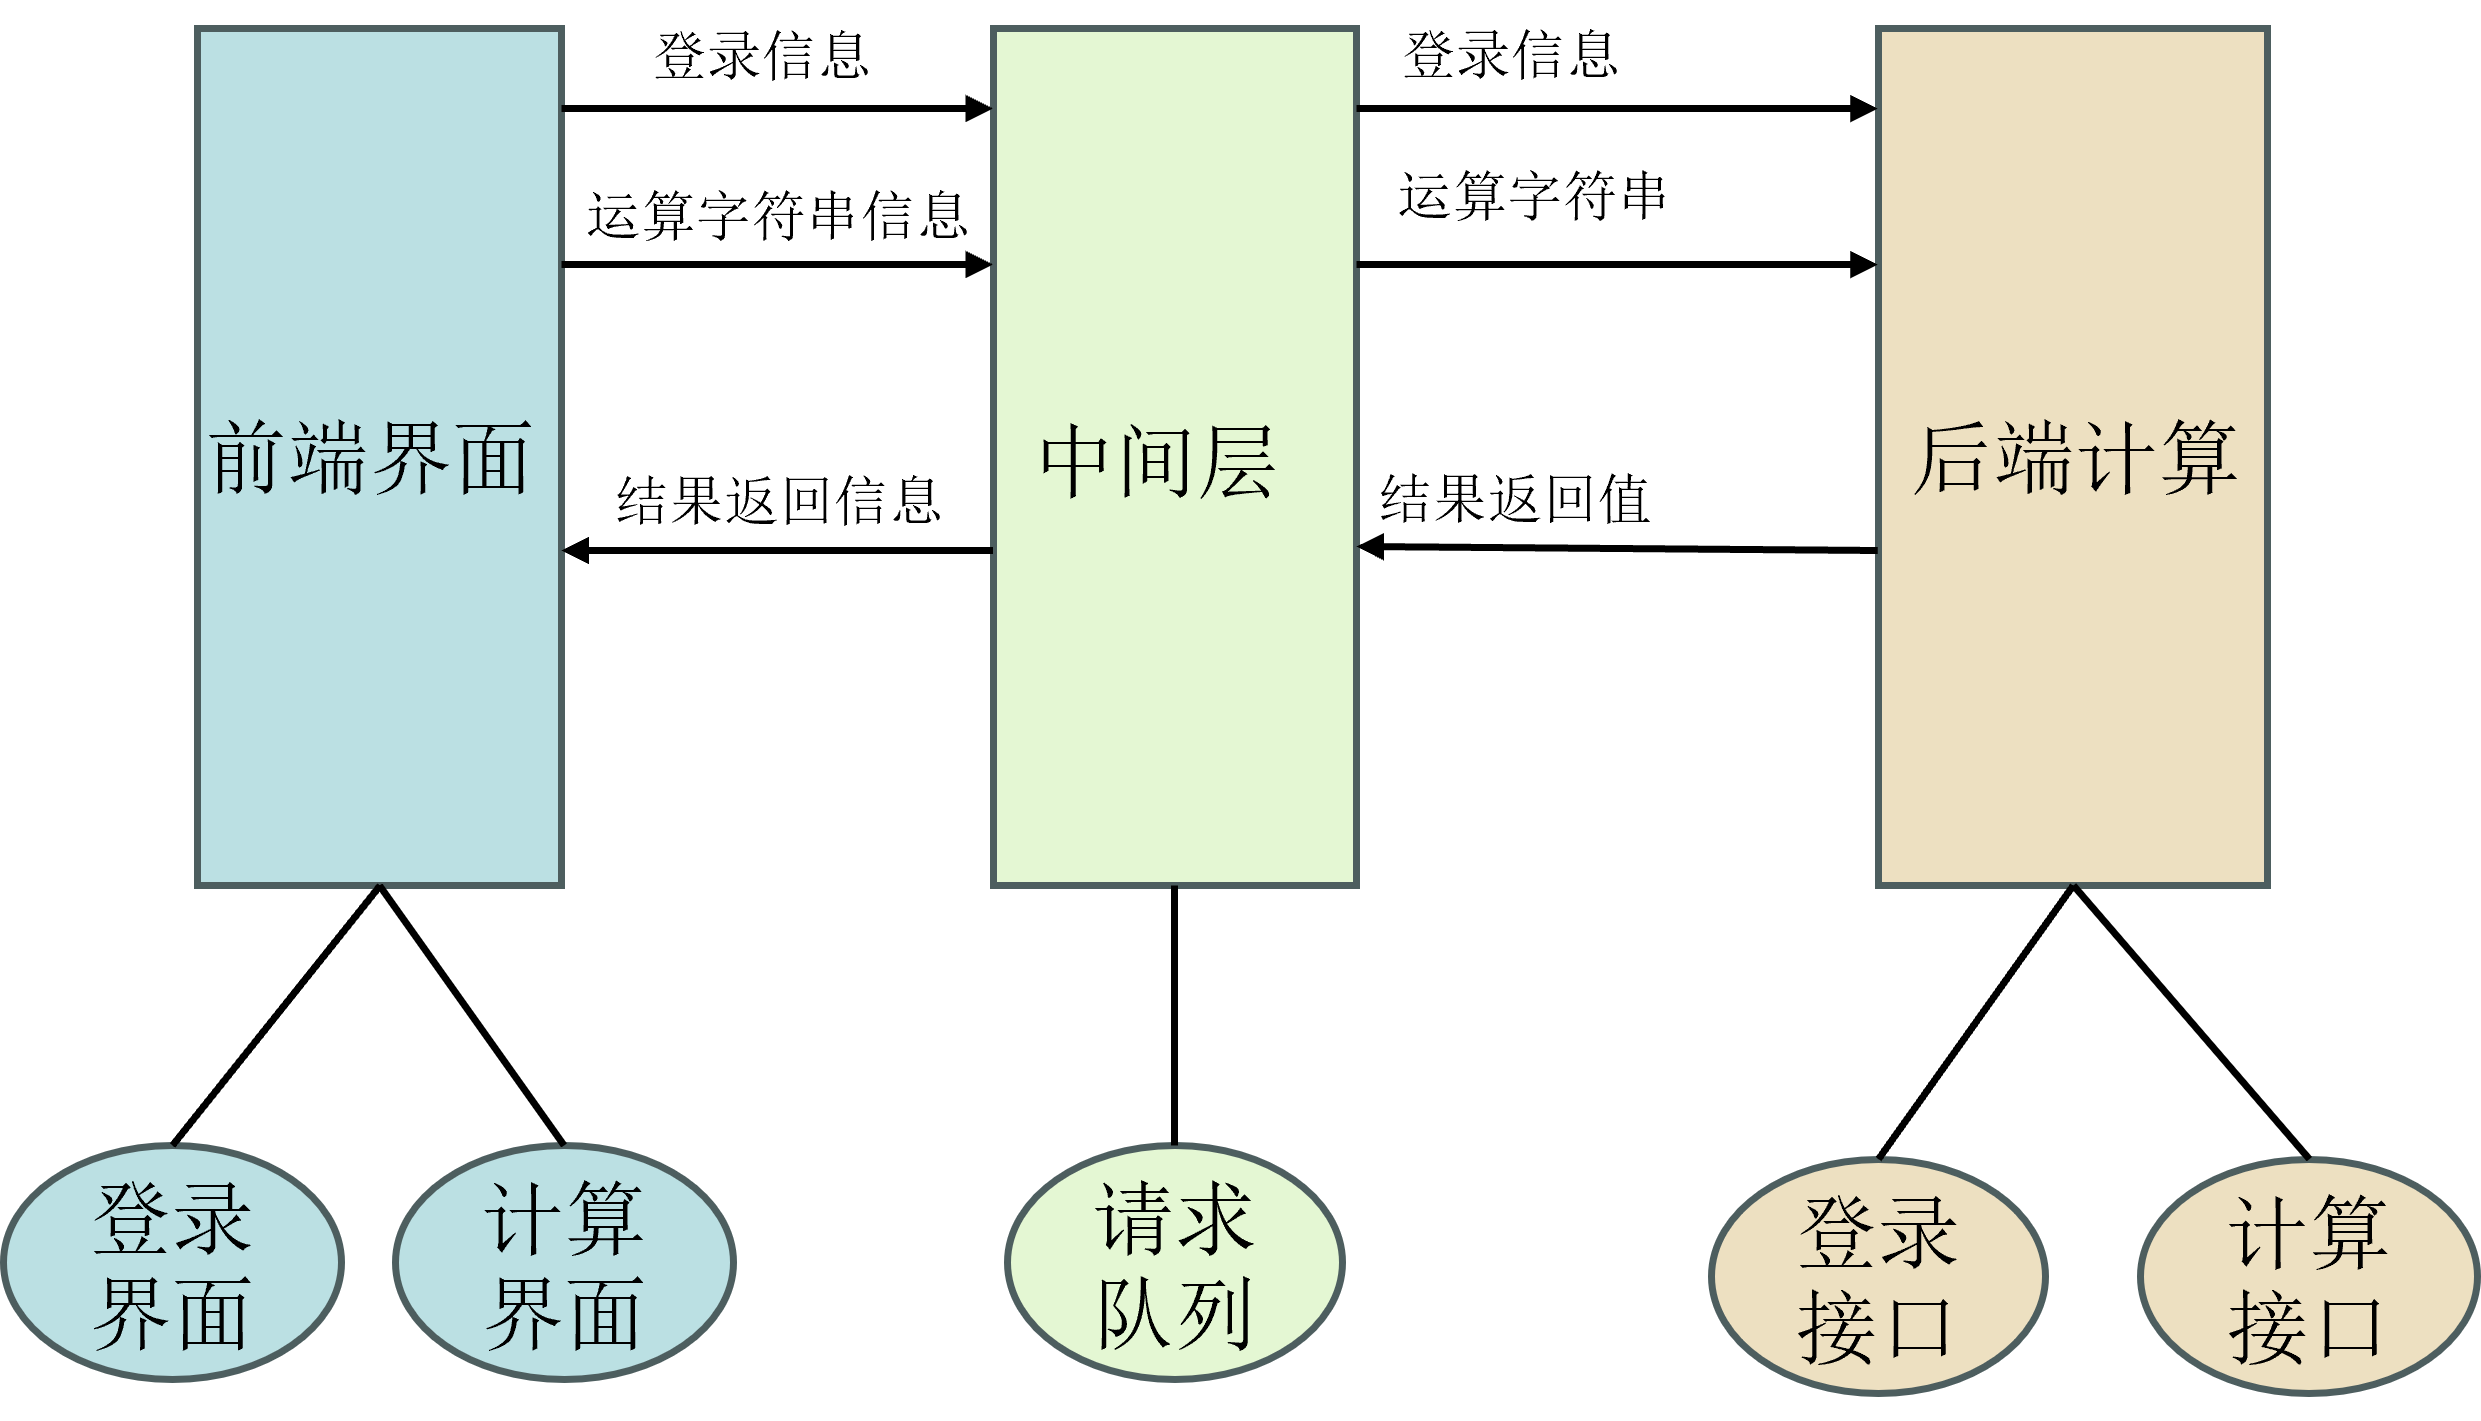 登录信息
登录信息
运算字符串信息
运算字符串
前端界面
中间层
后端计算
结果返回信息
结果返回值
登录
界面
计算
界面
请求
队列
登录
接口
计算
接口